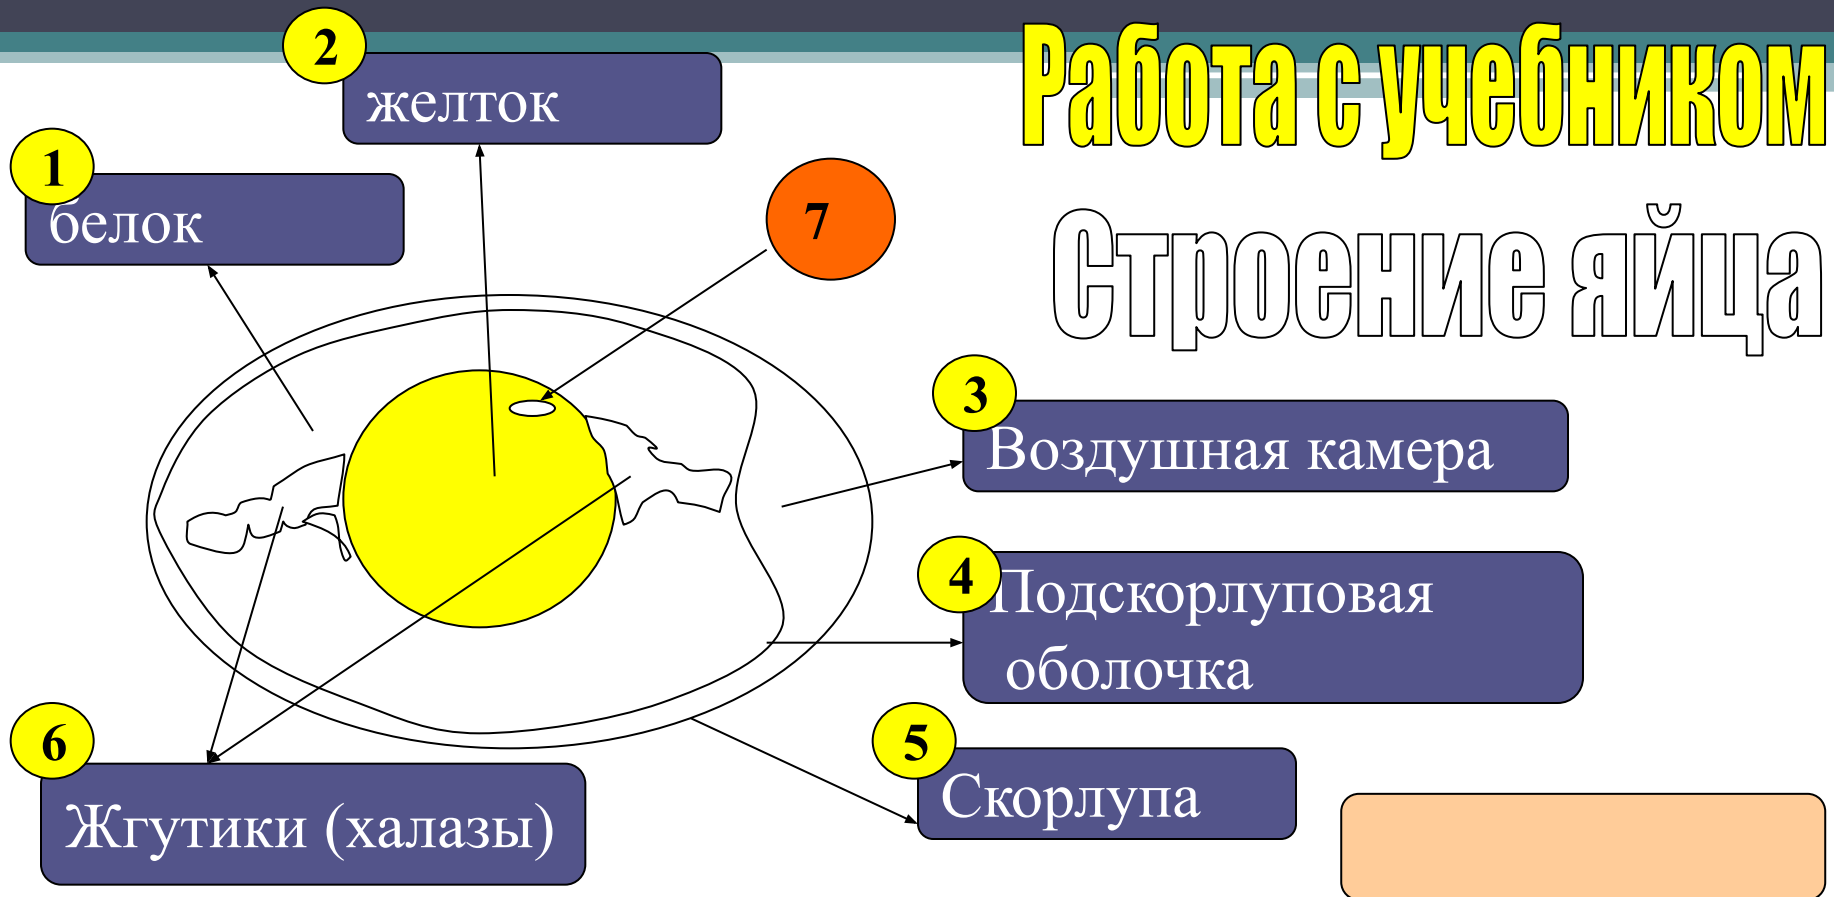 Работа с учебником
Строение яйца
2
желток
1
белок
7
3
Воздушная камера
4
Подскорлуповая
оболочка
5
Скорлупа
6
Жгутики (халазы)